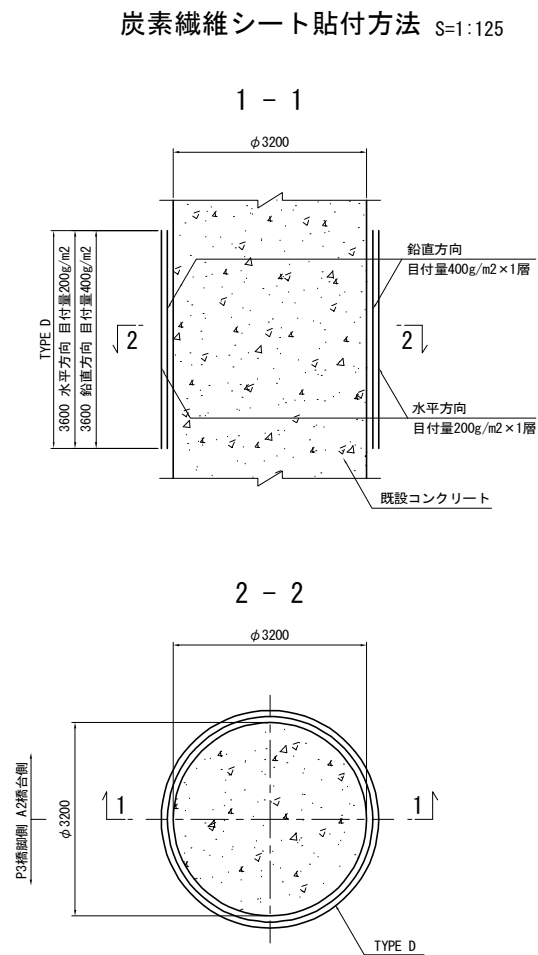 炭素繊維シート貼付方法 S=1:125
1 - 1
φ3200
TYPE D
3600 水平方向 目付量200g/m2
3600 鉛直方向 目付量400g/m2
鉛直方向
目付量400g/m2×1層
2
2
水平方向
目付量200g/m2×1層
既設コンクリート
2 - 2
φ3200
P3橋脚側 A2橋台側
φ3200
1
1
TYPE D